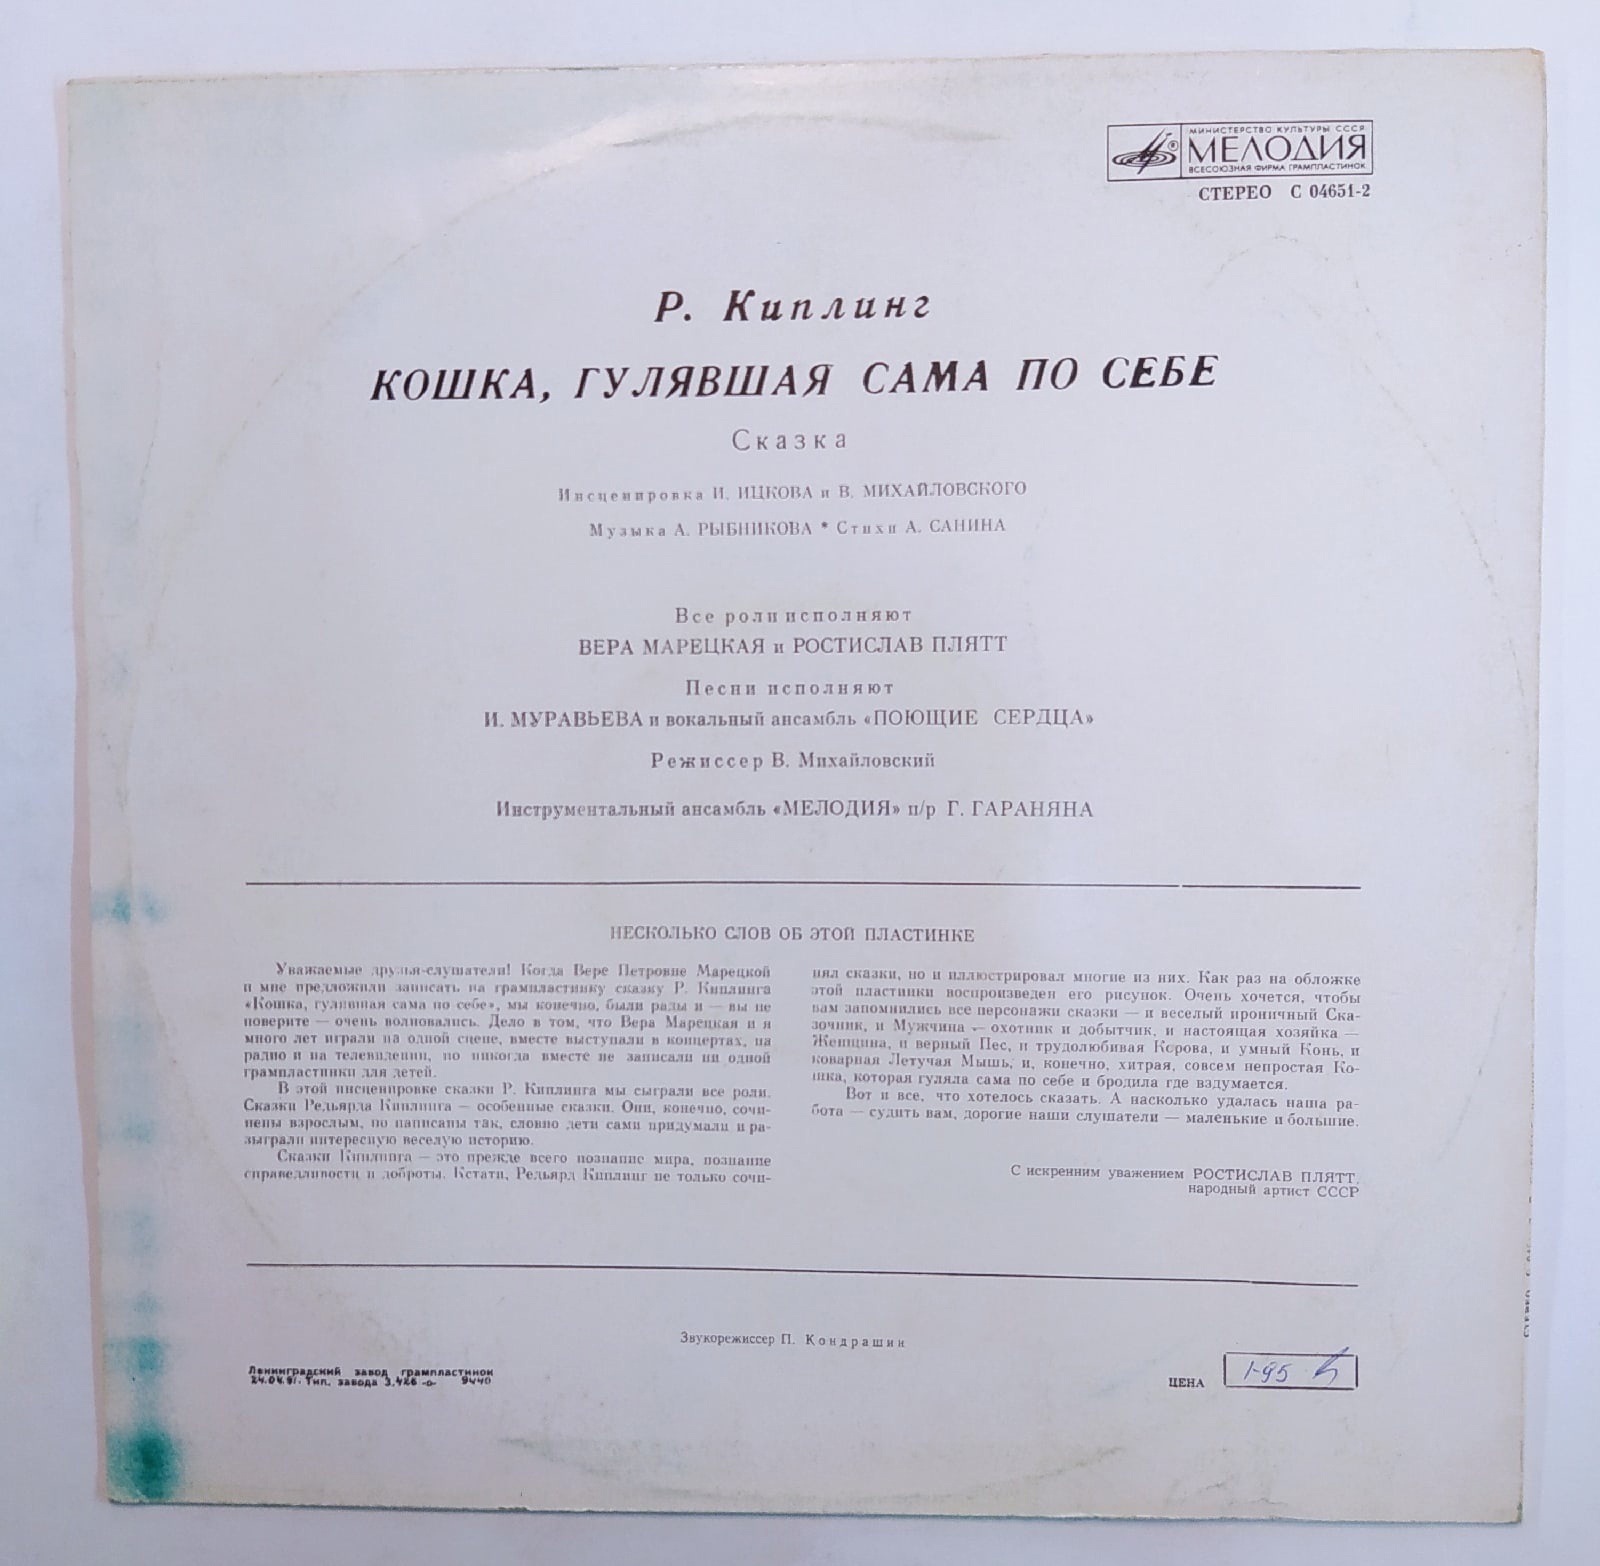 МИНИСТЕРСТВО КУЛЬТУРЫ СССР
МЕЛОДИЯ
ВСЕСОЮЗНАЯ ФИРМА ГРАМПЛАСТИНОК
СТЕРЕО С 04651-2
Р. Киплинг
КОШКА, ГУЛЯВШАЯ САМА ПО СЕБЕ
Сказка
Инсценировка И. ИЦКОВА и В. МИХАЙЛОВСКОГО
Музыка А. РЫБНИКОВА * Стихи А. САНИНА
Все роли исполняют
ВЕРА МАРЕЦКАЯ и РОСТИСЛАВ ПЛЯТТ
Песни исполняют
И. МУРАВЬЕВА и вокальный ансамбль «ПОЮЩИЕ СЕРДЦА»
Режиссер В. Михайловский
Инструментальный ансамбль «МЕЛОДИЯ» п/р Г. ГАРАНЯНА
НЕСКОЛЬКО СЛОВ ОБ ЭТОЙ ПЛАСТИНКЕ
Уважаемые друзья-слушатели! Когда Вере Петровне Марецкой
и мне предложили записать на грампластинку сказку Р. Киплинга
«Кошка, гулявшая сама по себе», мы конечно, были рады и — вы не
поверите — очень волновались. Дело в том, что Вера Марецкая и я
много лет играли на одной сцене, вместе выступали в концертах, на
радио и на телевидении, но никогда вместе не записали ни одной
грампластинки для детей.
В этой инсценировке сказки Р. Киплинга мы сыграли все роли.
Сказки Редьярда Киплинга — особенные сказки. Они, конечно, сочи-
нены взрослым, но написаны так, словно дети сами придумали и ра-
зыграли интересную веселую историю.
Сказки Киплинга — это прежде всего познание мира, познание
справедливости и доброты. Кстати, Редьярд Киплинг не только сочи-
нял сказки, но и иллюстрировал многие из них. Как раз на обложке
этой пластинки воспроизведен его рисунок. Очень хочется, чтобы
вам запомнились все персонажи сказки — и веселый ироничный Ска-
зочник, и Мужчина — охотник и добытчик, и настоящая хозяйка —
Женщина, и верный Пес, и трудолюбивая Корова, и умный Конь, и
коварная Летучая Мышь, и, конечно, хитрая, совсем непростая Ко-
шка, которая гуляла сама по себе и бродила где вздумается.
Вот и все, что хотелось сказать. А насколько удалась наша ра-
бота — судить вам, дорогие наши слушатели — маленькие и большие.
С искренним уважением РОСТИСЛАВ ПЛЯТТ,
народный артист СССР
Звукорежиссер П. Кондрашин
Ленинградский завод грампластинок
24.04.91. Тип. завода З.426 -о- 9440
ЦЕНА 1-95